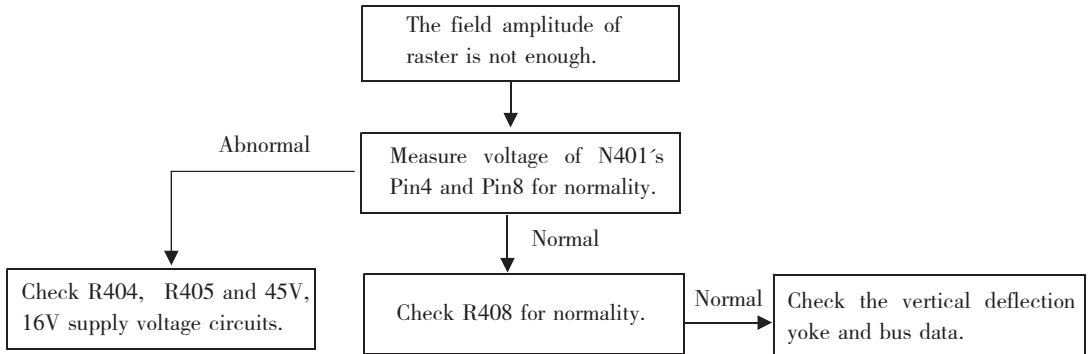 The field amplitude of
raster is not enough.
Abnormal
Measure voltage of N401´s
Pin4 and Pin8 for normality.
Normal
Check R404, R405 and 45V,
16V supply voltage circuits.
Check R408 for normality.
Normal
Check the vertical deflection
yoke and bus data.